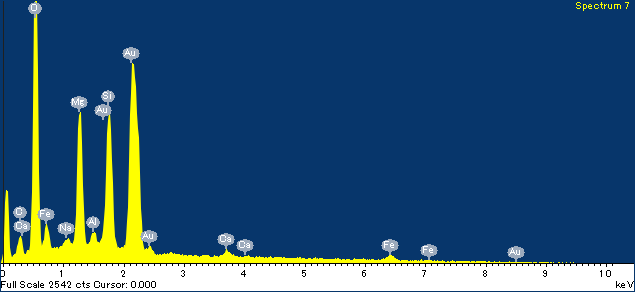 Spectrum 7
O
Au
Mg
Si
Au
C
Ca
Fe
Na
Al
Au
Ca
Ca
Fe
Fe
Au
0 1 2 3 4 5 6 7 8 9 10
Full Scale 2542 cts Cursor: 0.000 keV